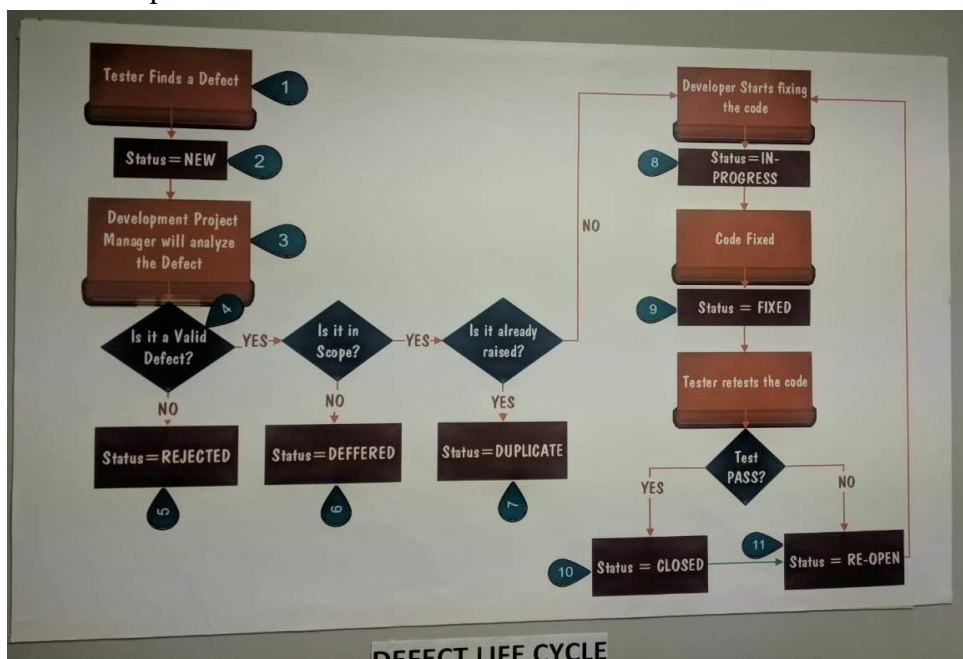 Tester Finds a Defect
1
Status=NEW
2
Development Project
Manager will analyze
the Defect
3
4
Is it a Valid
Defect?
YES
Is it in
Scope?
YES
Is it already
raised?
NO
NO
NO
YES
Status=REJECTED
Status=DEFFERED
Status=DUPLICATE
5
6
7
Developer Starts fixing
the code
8
Status=IN-
PROGRESS
Code Fixed
9
Status = FIXED
Tester retests the code
Test
PASS?
YES
NO
10
Status = CLOSED
11
Status = RE-OPEN
DEFECT LIFE CYCLE